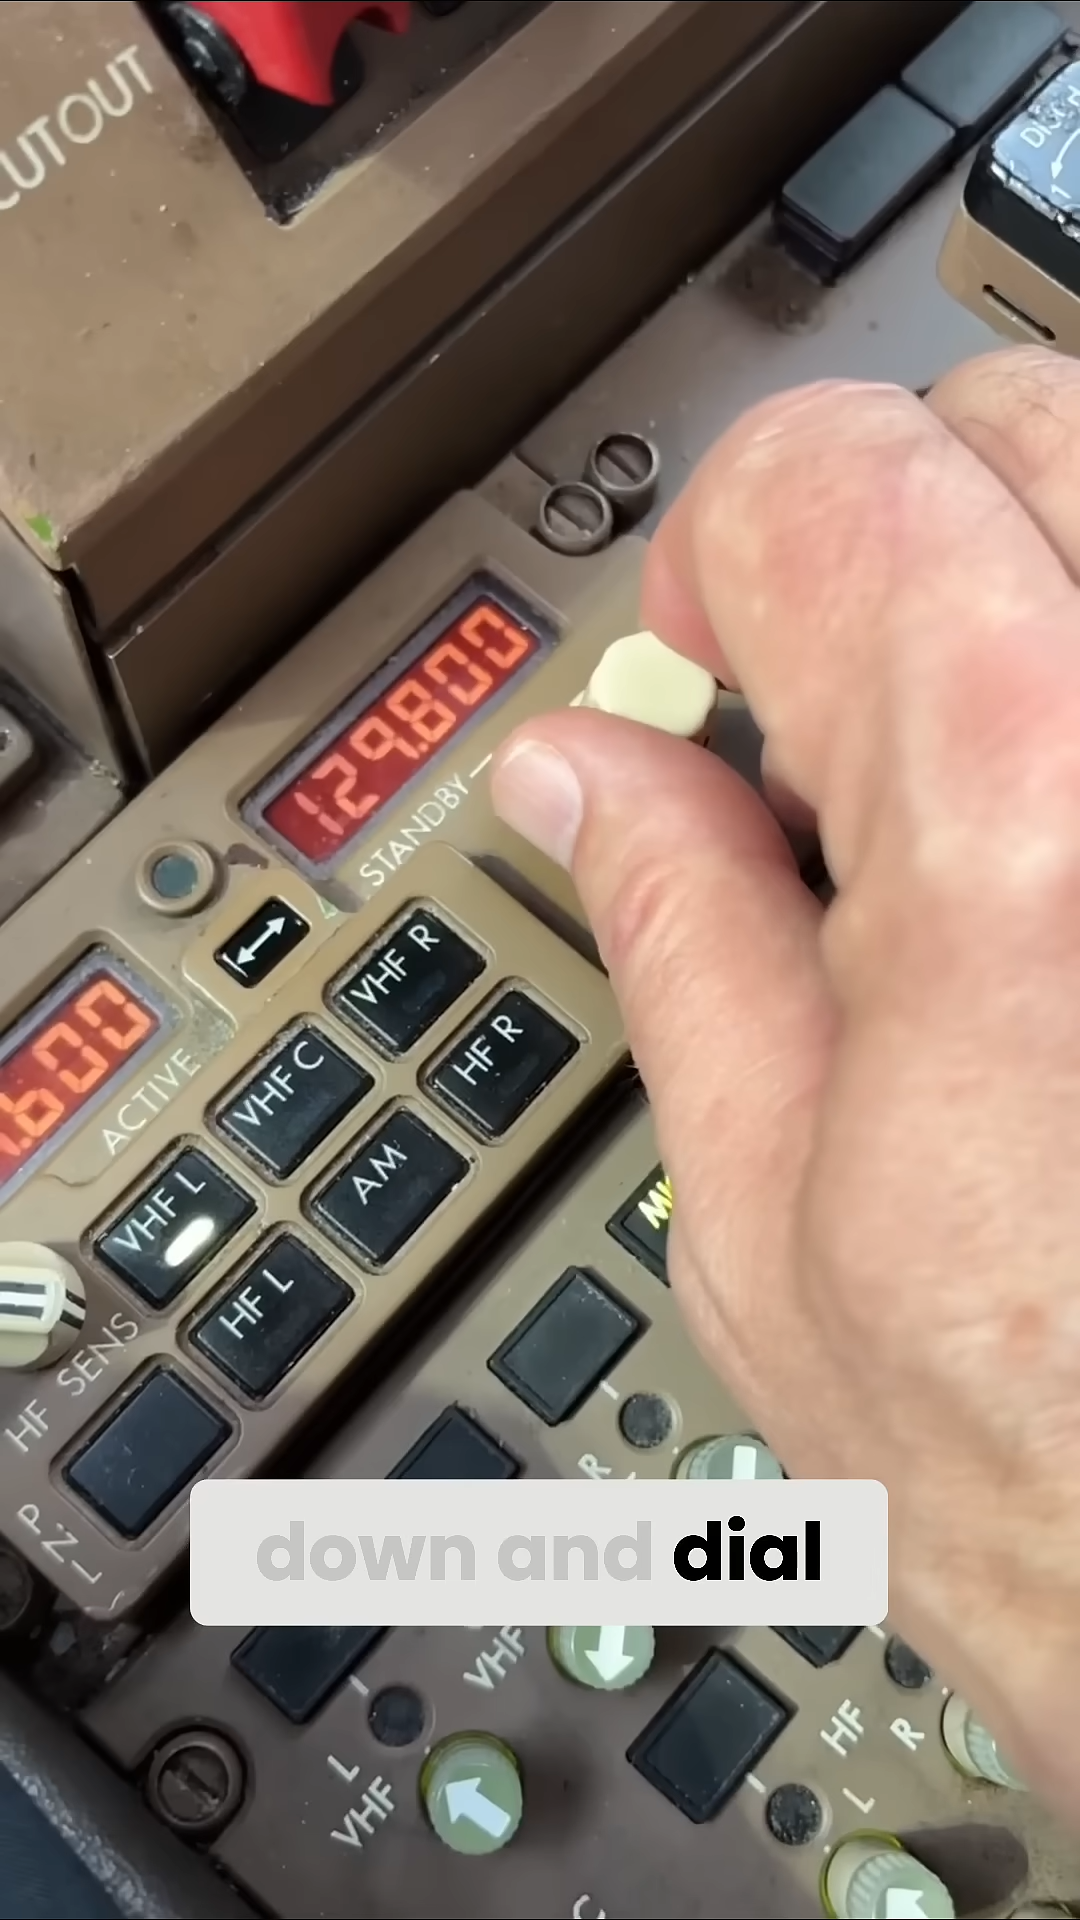 CUTOUT
129.800
STANDBY
.600
ACTIVE
VHF R
VHF C
HF R
VHF L
AM
HF L
HF SENS
R
VHF
HF
R
L
L
VHF
C
down and dial